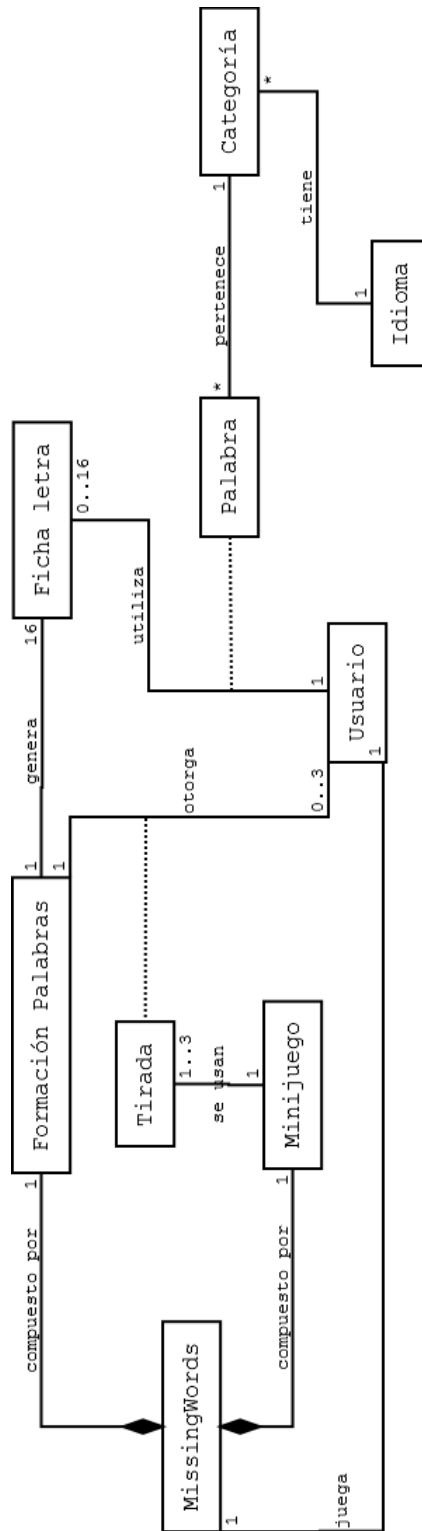 MissingWords
1
juega
compuesto por
1
Formación Palabras
1
1
genera
16
Ficha letra
0..16
utiliza
1
compuesto por
1
Minijuego
1
se usan
1..3
Tirada
otorga
0..3
Usuario
1
Palabra
*
pertenece
1
Categoría
*
tiene
1
Idioma